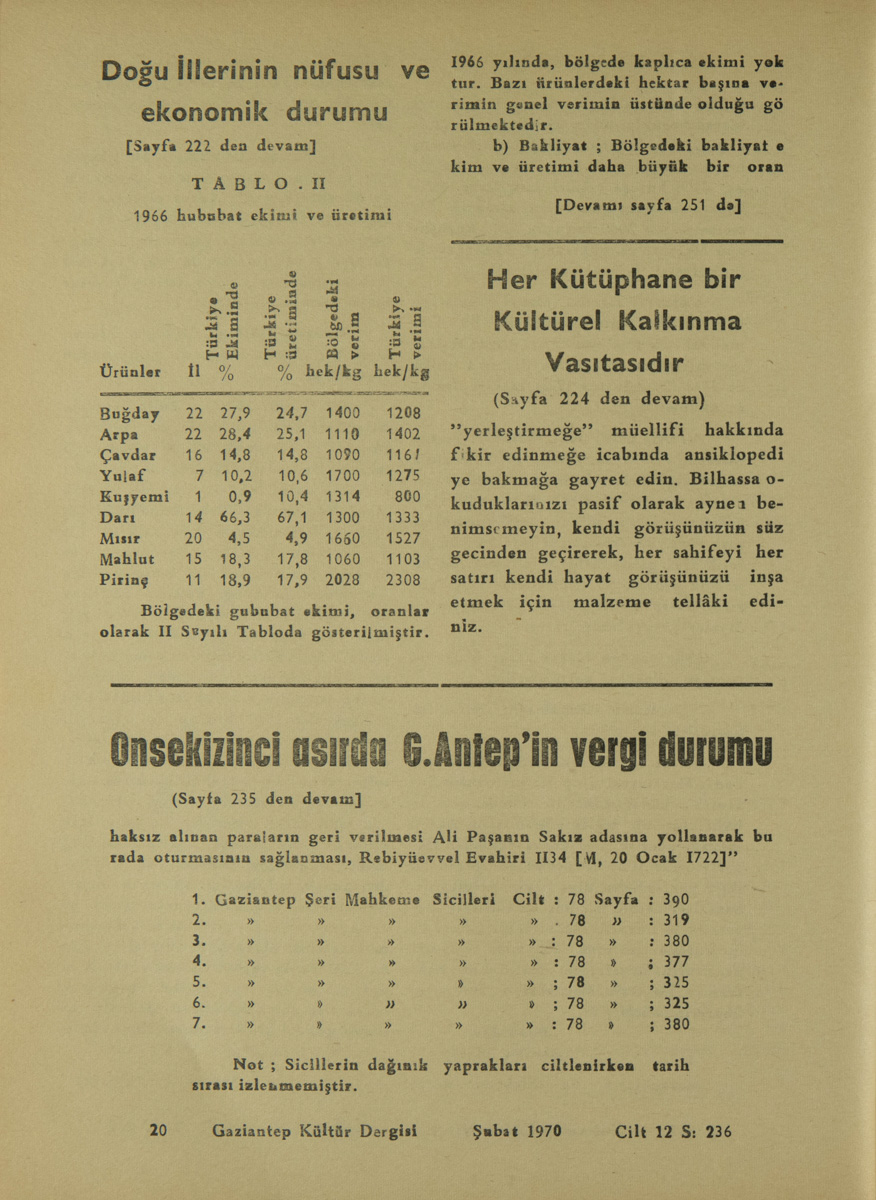 Doğu İllerinin nüfusu ve
ekonomik durumu
[Sayfa 222 den devam]
TABLO . II
1966 hububat ekimi ve üretimi
Ürünler İl Türkiye Ekiminde % Türkiye üretiminde % Bölgedeki verim hek/kg Türkiye verimi hek/kg
Buğday 22 27,9 24,7 1400 1208
Arpa 22 28,4 25,1 1110 1402
Çavdar 16 14,8 14,8 1090 1161
Yulaf 7 10,2 10,6 1700 1275
Kuşyemi 1 0,9 10,4 1314 800
Darı 14 66,3 67,1 1300 1333
Mısır 20 4,5 4,9 1660 1527
Mahlut 15 18,3 17,8 1060 1103
Pirinç 11 18,9 17,9 2028 2308
Bölgedeki gububat ekimi, oranlar
olarak II Sayılı Tabloda gösterilmiştir.
1966 yılında, bölgede kaplıca ekimi yok
tur. Bazı ürünlerdeki hektar başına ve-
rimin genel verimin üstünde olduğu gö
rülmektedir.
b) Bakliyat ; Bölgedeki bakliyat e
kim ve üretimi daha büyük bir oran
[Devamı sayfa 251 de]
Her Kütüphane bir
Kültürel Kalkınma
Vasıtasıdır
(Sayfa 224 den devam)
”yerleştirmeğe” müellifi hakkında
fikir edinmeğe icabında ansiklopedi
ye bakmağa gayret edin. Bilhassa o-
kuduklarınızı pasif olarak aynen be-
nimsemeyin, kendi görüşünüzün süz
gecinden geçirerek, her sahifeyi her
satırı kendi hayat görüşünüzü inşa
etmek için malzeme tellâki edi-
niz.
Onsekizinci asırda G.Antep'in vergi durumu
(Sayfa 235 den devam]
haksız alınan paraların geri verilmesi Ali Paşanın Sakız adasına yollanarak bu
rada oturmasının sağlanması, Rebiyüevvel Evahiri II34 [M, 20 Ocak I722]”
1. Gaziantep Şeri Mahkeme Sicilleri Cilt : 78 Sayfa : 390
2. » » » » » . 78 » : 319
3. » » » » » : 78 » : 380
4. » » » » » : 78 » ; 377
5. » » » » » ; 78 » ; 325
6. » » » » » ; 78 » ; 325
7. » » » » » : 78 » ; 380
Not ; Sicillerin dağınık yaprakları ciltlenirken tarih
sırası izlenmemiştir.
20 Gaziantep Kültür Dergisi Şubat 1970 Cilt 12 S: 236